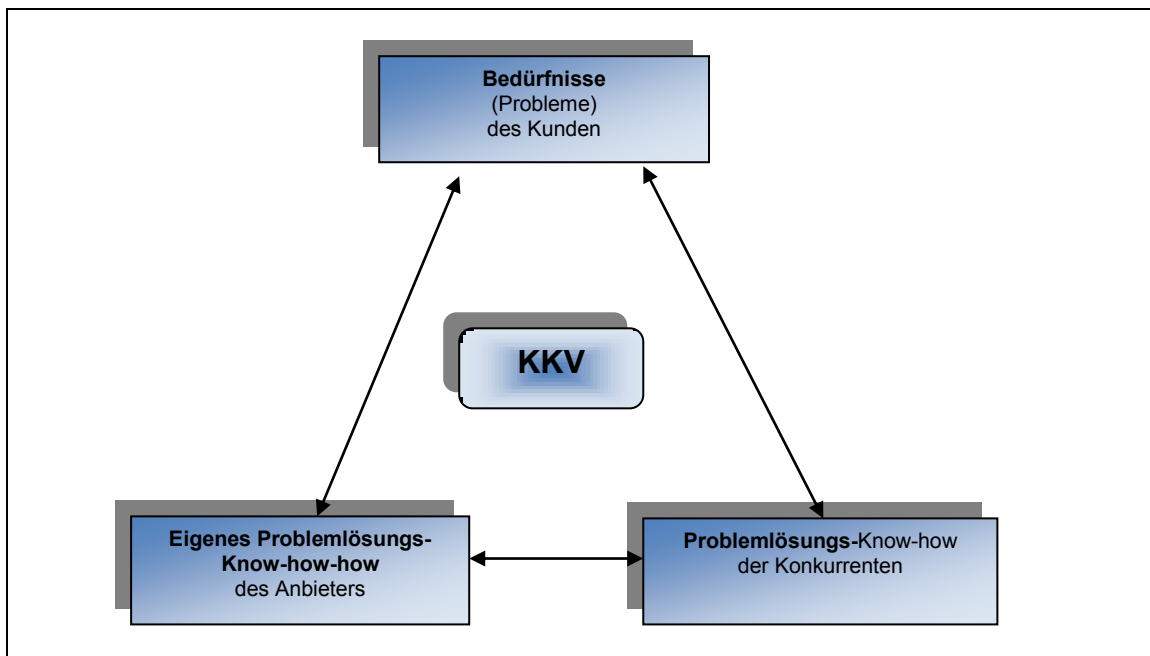 Bedürfnisse
(Probleme)
des Kunden
KKV
Eigenes Problemlösungs-
Know-how-how
des Anbieters
Problemlösungs-Know-how
der Konkurrenten